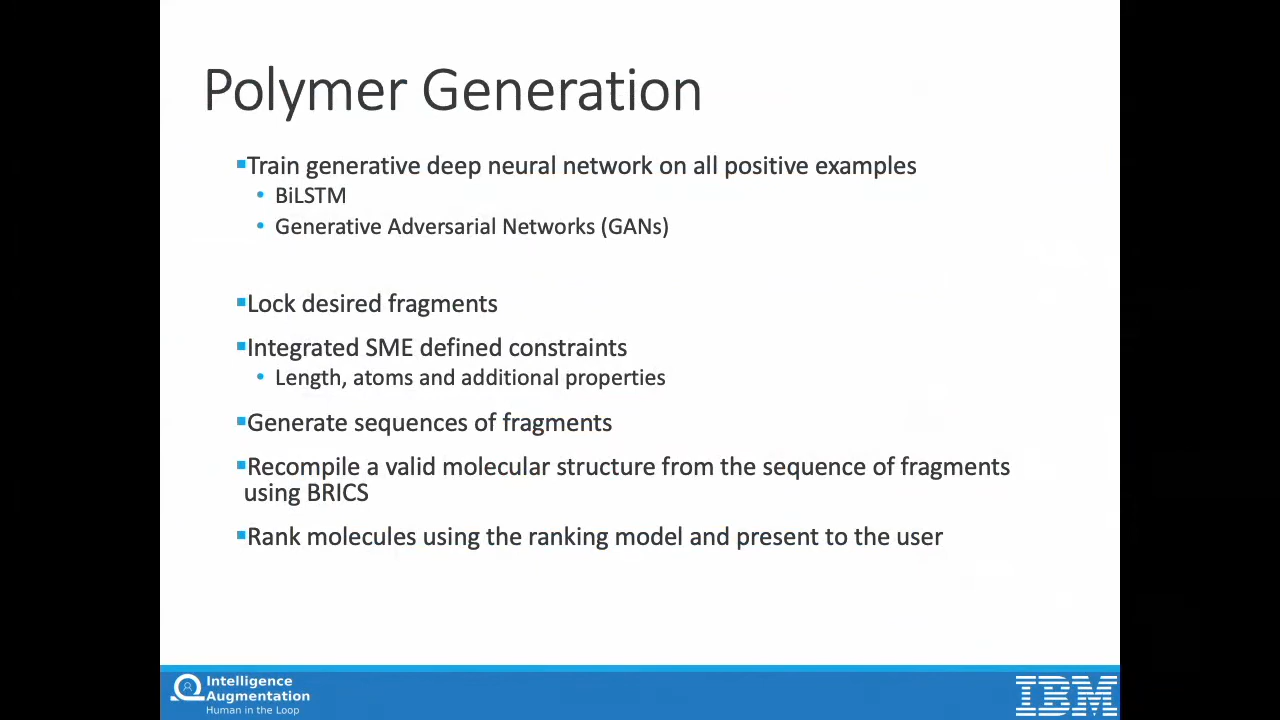 Polymer Generation
▪Train generative deep neural network on all positive examples
• BiLSTM
• Generative Adversarial Networks (GANs)
▪Lock desired fragments
▪Integrated SME defined constraints
• Length, atoms and additional properties
▪Generate sequences of fragments
▪Recompile a valid molecular structure from the sequence of fragments
using BRICS
▪Rank molecules using the ranking model and present to the user
Intelligence
Augmentation
Human in the Loop
IBM